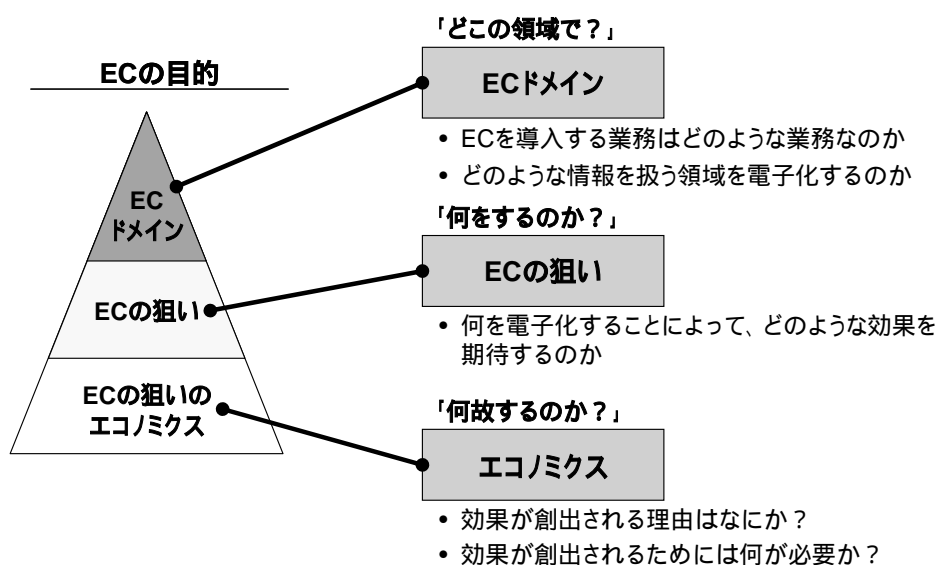 ECの目的
EC
ドメイン
ECの狙い
ECの狙いの
エコノミクス
「どこの領域で？」
ECドメイン
• ECを導入する業務はどのような業務なのか
• どのような情報を扱う領域を電子化するのか
「何をするのか？」
ECの狙い
• 何を電子化することによって、どのような効果を
期待するのか
「何故するのか？」
エコノミクス
• 効果が創出される理由はなにか？
• 効果が創出されるためには何が必要か？